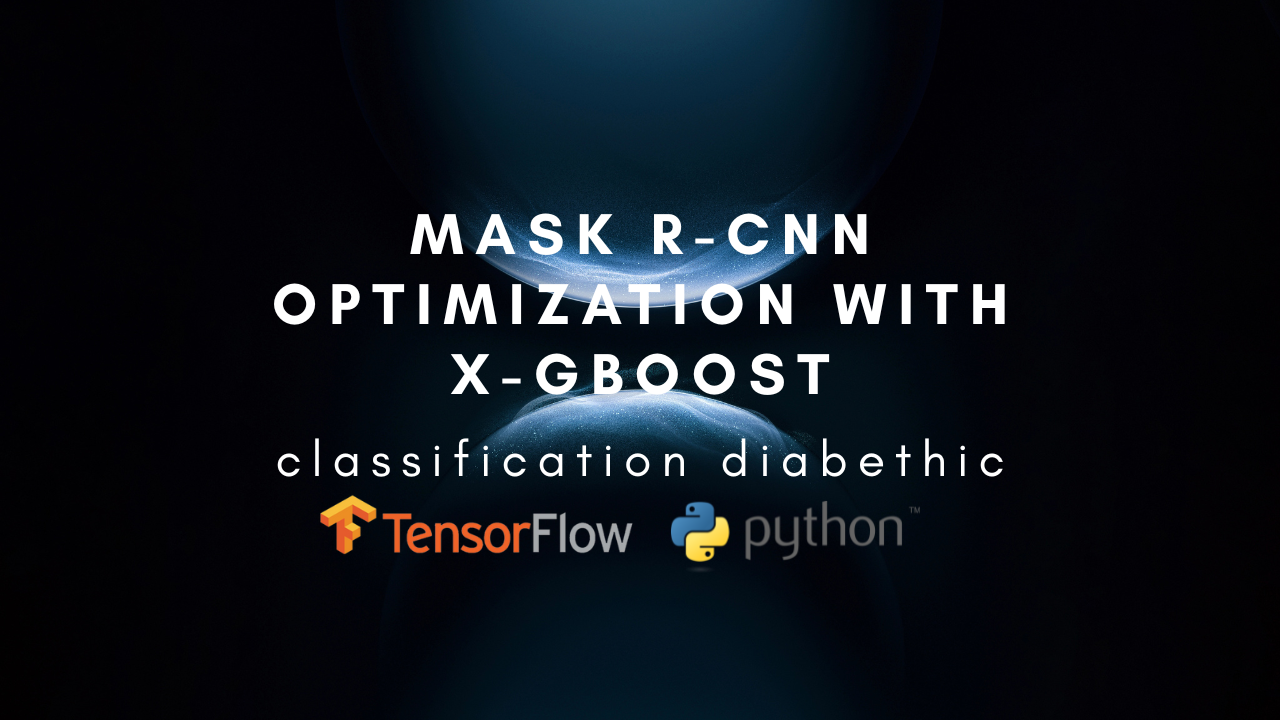 MASK R-CNN
OPTIMIZATION WITH
X-GBOOST
classification diabethic
TensorFlow python™